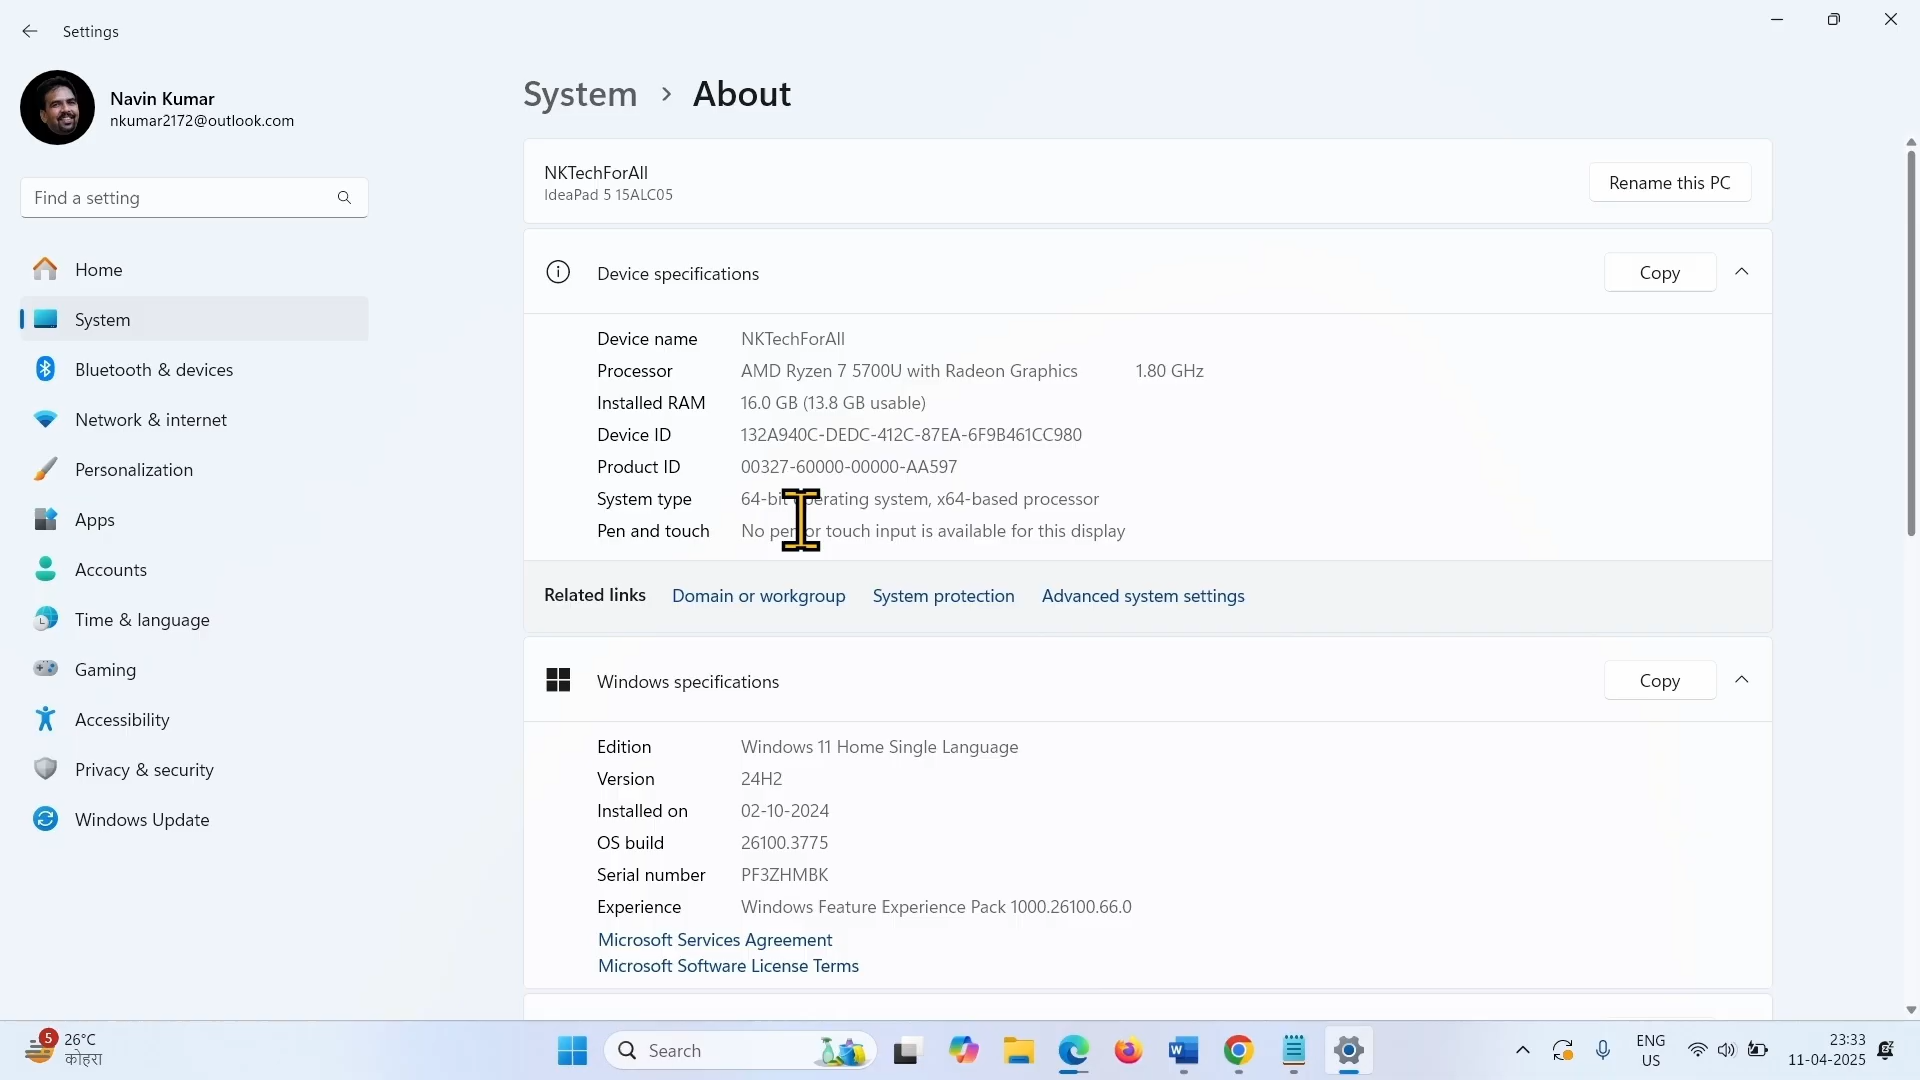 Settings
Navin Kumar
nkumar2172@outlook.com
Find a setting
Home
System
Bluetooth & devices
Network & internet
Personalization
Apps
Accounts
Time & language
Gaming
Accessibility
Privacy & security
Windows Update
System > About
NKTechForAll
IdeaPad 5 15ALC05
Rename this PC
Device specifications
Copy
Device name NKTechForAll
Processor AMD Ryzen 7 5700U with Radeon Graphics 1.80 GHz
Installed RAM 16.0 GB (13.8 GB usable)
Device ID 132A940C-DEDC-412C-87EA-6F9B461CC980
Product ID 00327-60000-00000-AA597
System type 64-bit operating system, x64-based processor
Pen and touch No pen or touch input is available for this display
Related links Domain or workgroup System protection Advanced system settings
Windows specifications
Copy
Edition Windows 11 Home Single Language
Version 24H2
Installed on 02-10-2024
OS build 26100.3775
Serial number PF3ZHMBK
Experience Windows Feature Experience Pack 1000.26100.66.0
Microsoft Services Agreement
Microsoft Software License Terms
5
26°C
कोहरा
Search
W
ENG
US
23:33
11-04-2025